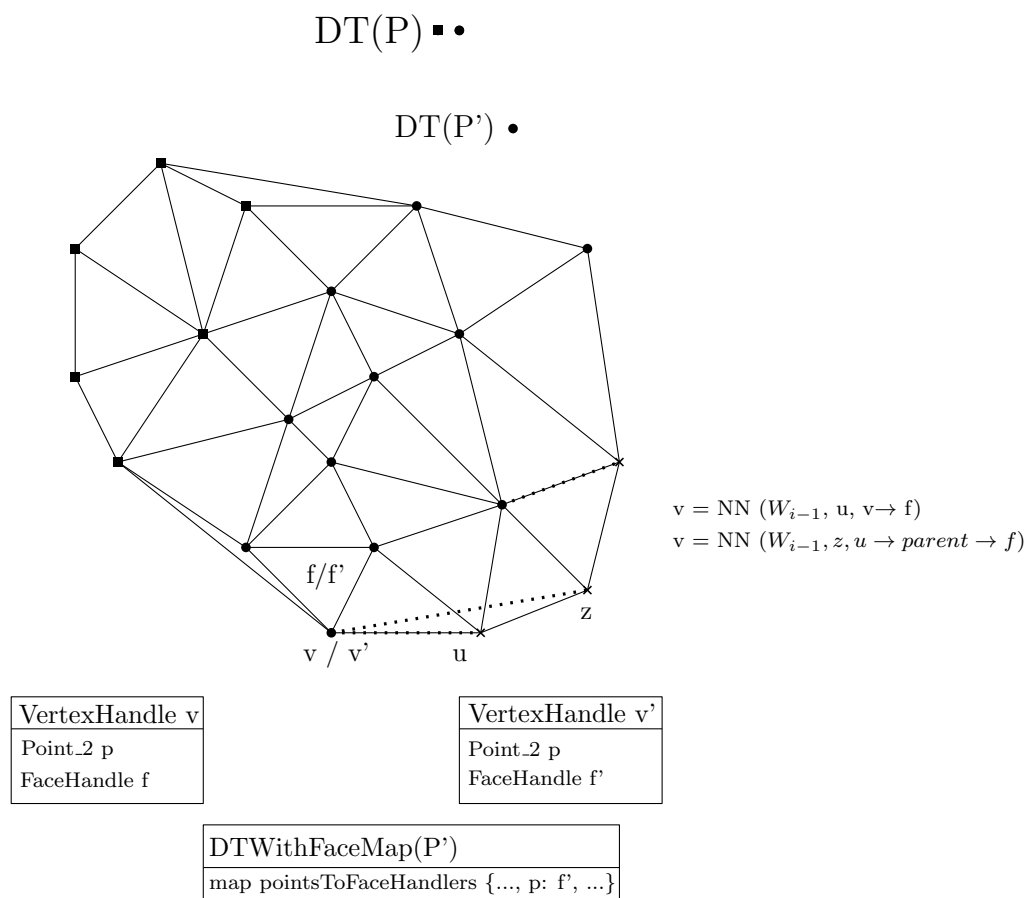 DT(P)
DT(P')
v = NN (W_{i−1}, u, v→ f)
v = NN (W_{i−1}, z, u → parent → f)
f/f'
z
v / v'
u
VertexHandle v
Point_2 p
FaceHandle f
VertexHandle v'
Point_2 p
FaceHandle f'
DTWithFaceMap(P')
map pointsToFaceHandlers {..., p: f', ...}